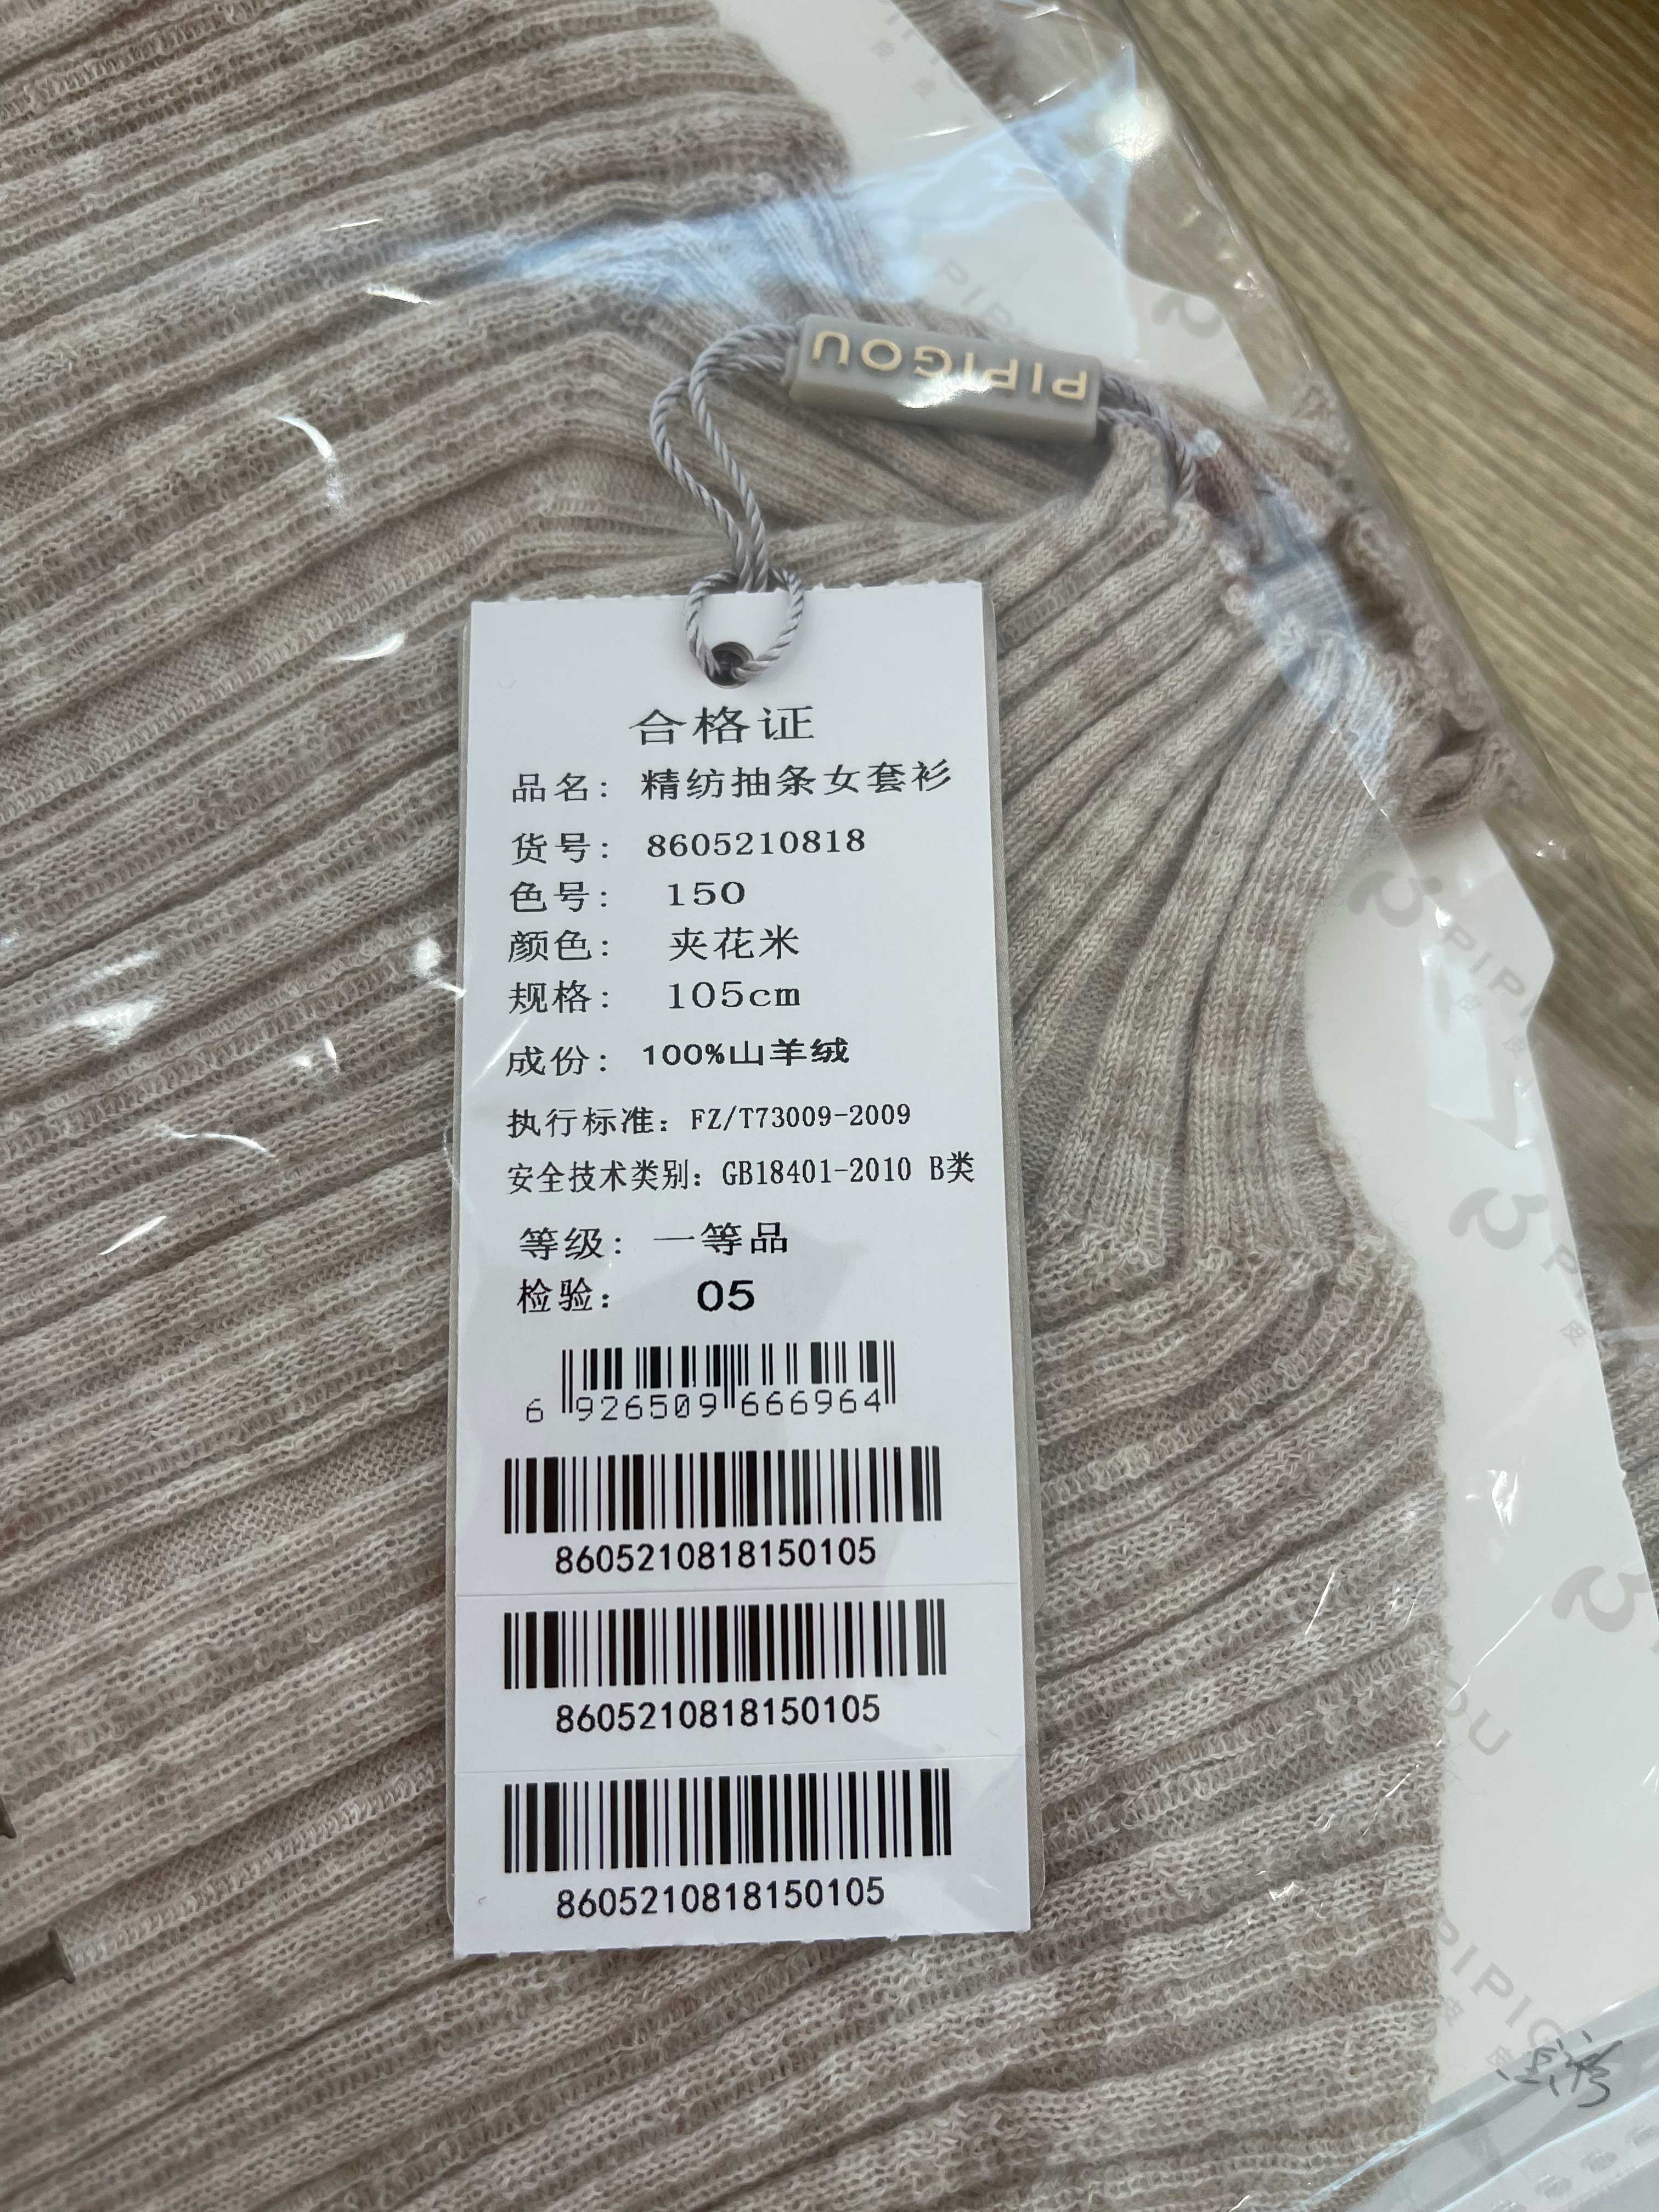 PIPIGOU
合格证
品名: 精纺抽条女套衫
货号: 8605210818
色号: 150
颜色: 夹花米
规格: 105cm
成份: 100%山羊绒
执行标准: FZ/T73009-2009
安全技术类别: GB18401-2010 B类
等级: 一等品
检验: 05
6 926509 666964
8605210818150105
8605210818150105
8605210818150105